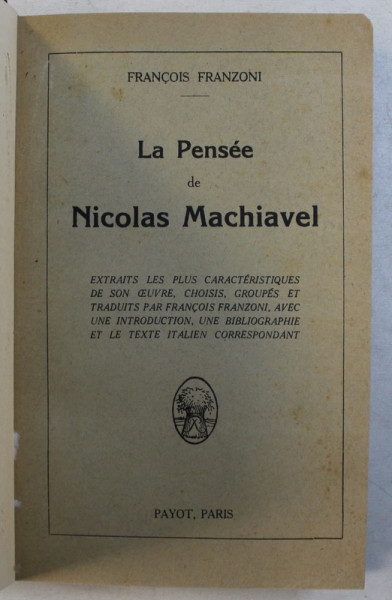 FRANÇOIS FRANZONI
La Pensée
de
Nicolas Machiavel
EXTRAITS LES PLUS CARACTÉRISTIQUES
DE SON ŒUVRE, CHOISIS, GROUPÉS ET
TRADUITS PAR FRANÇOIS FRANZONI, AVEC
UNE INTRODUCTION, UNE BIBLIOGRAPHIE
ET LE TEXTE ITALIEN CORRESPONDANT
PAYOT, PARIS